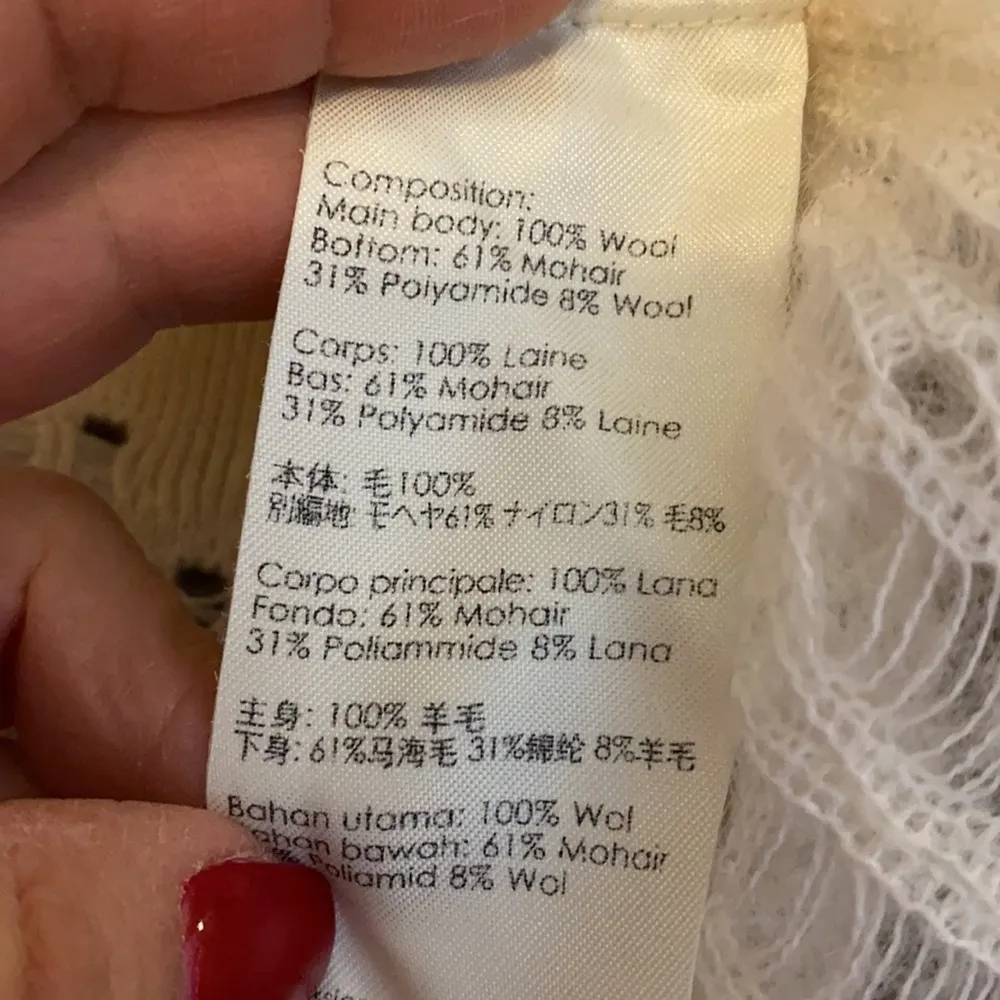 Composition:
Main body: 100% Wool
Bottom: 61% Mohair
31% Polyamide 8% Wool
Corps: 100% Laine
Bas: 61% Mohair
31% Polyamide 8% Laine
本体: 毛100%
別編地 モヘヤ61% ナイロン31% 毛8%
Corpo principale: 100% Lana
Fondo: 61% Mohair
31% Poliammide 8% Lana
主身: 100% 羊毛
下身: 61%马海毛 31%锦纶 8%羊毛
Bahan utama: 100% Wol
bawah: 61% Mohair
8% Wol